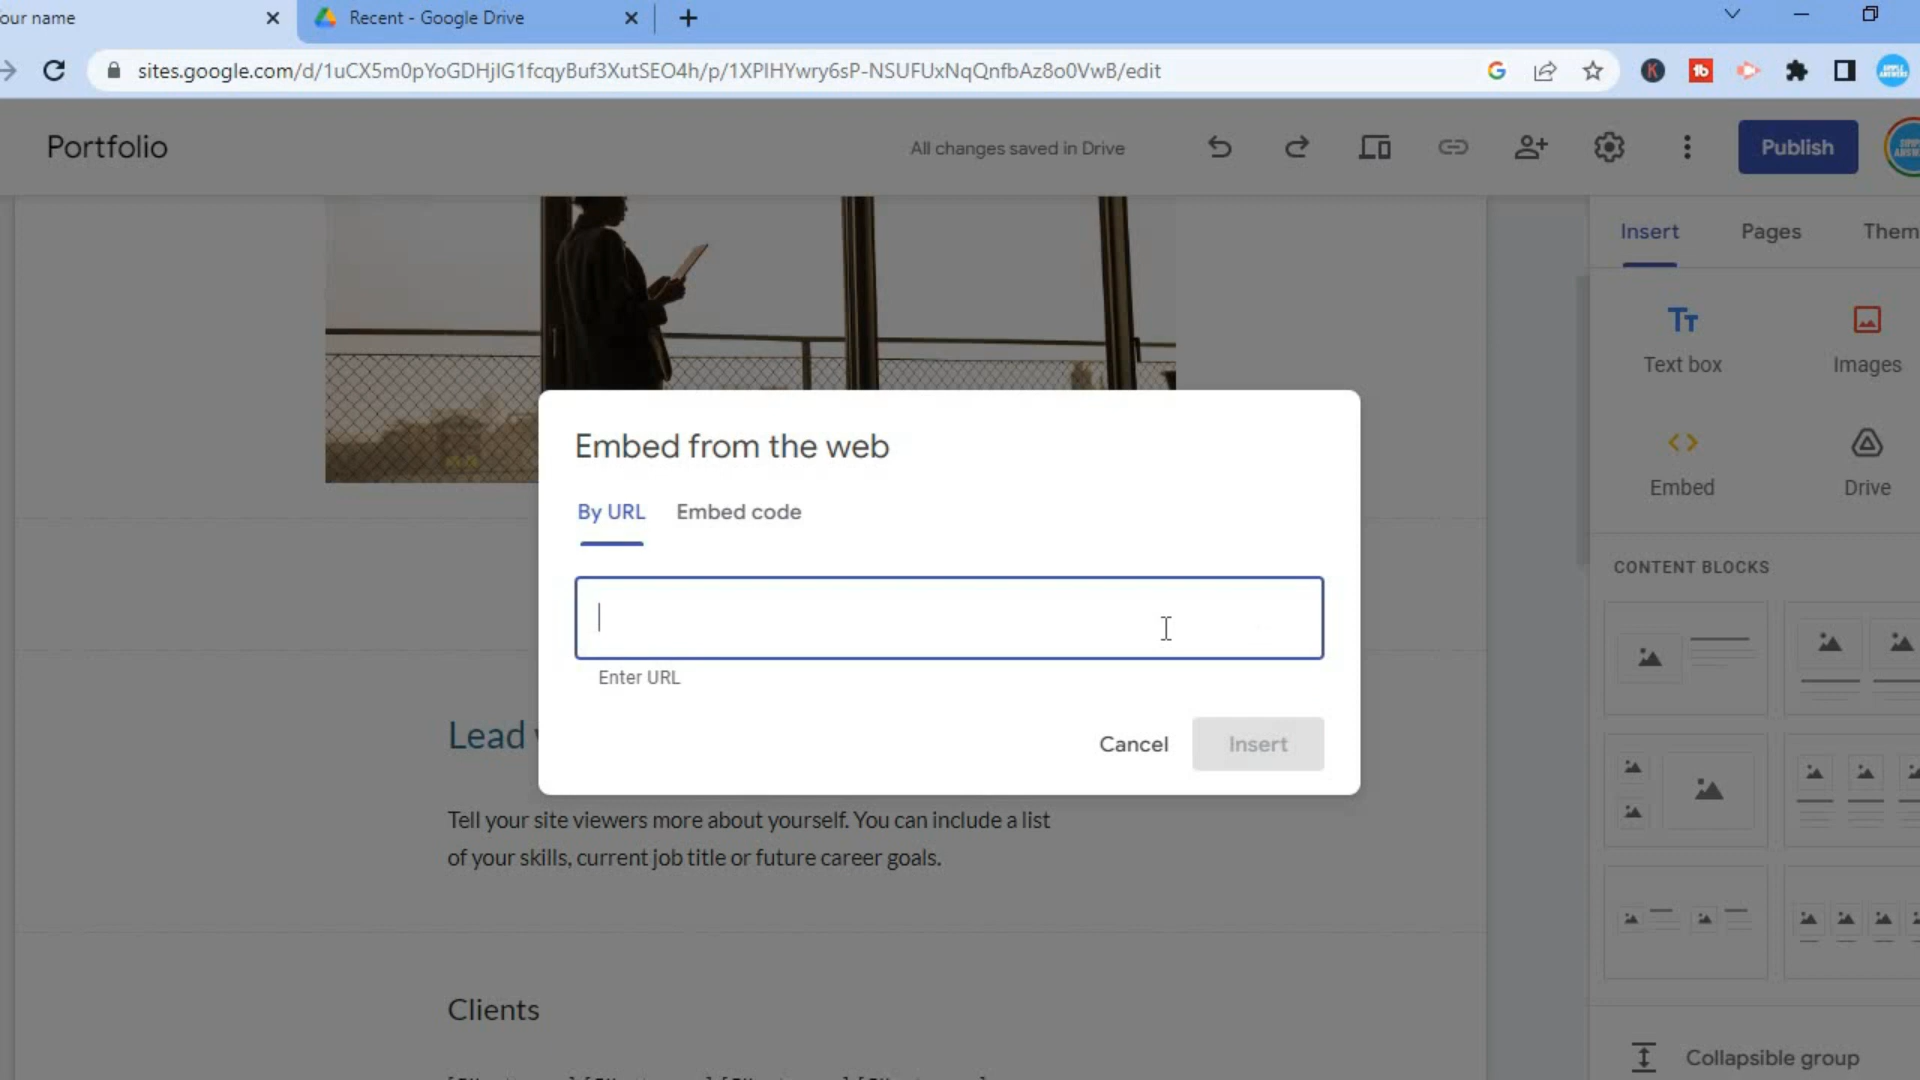 our name
Recent - Google Drive
sites.google.com/d/1uCX5m0pYoGDHjIG1fcqyBuf3XutSEO4h/p/1XPIHYwry6sP-NSUFUxNqQnfbAz8o0VwB/edit
Portfolio
All changes saved in Drive
Publish
Insert
Pages
Them
Text box
Images
Embed
Drive
CONTENT BLOCKS
Collapsible group
Embed from the web
By URL
Embed code
Enter URL
Cancel
Insert
Lead
Tell your site viewers more about yourself. You can include a list
of your skills, current job title or future career goals.
Clients